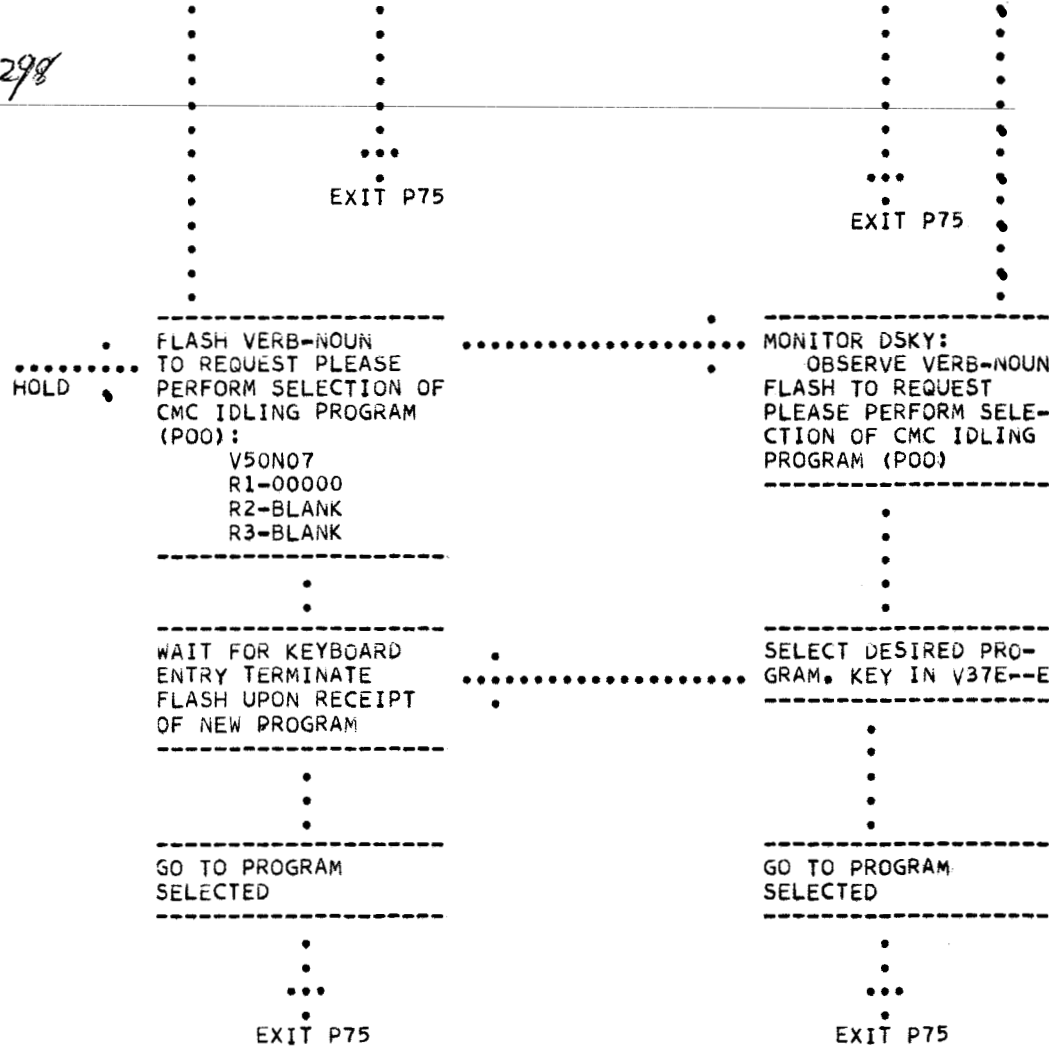 298
EXIT P75
EXIT P75
HOLD
FLASH VERB-NOUN
TO REQUEST PLEASE
PERFORM SELECTION OF
CMC IDLING PROGRAM
(POO):
V50N07
R1-00000
R2-BLANK
R3-BLANK
MONITOR DSKY:
OBSERVE VERB-NOUN
FLASH TO REQUEST
PLEASE PERFORM SELE-
CTION OF CMC IDLING
PROGRAM (POO)
WAIT FOR KEYBOARD
ENTRY TERMINATE
FLASH UPON RECEIPT
OF NEW PROGRAM
SELECT DESIRED PRO-
GRAM. KEY IN V37E--E
GO TO PROGRAM
SELECTED
GO TO PROGRAM
SELECTED
EXIT P75
EXIT P75